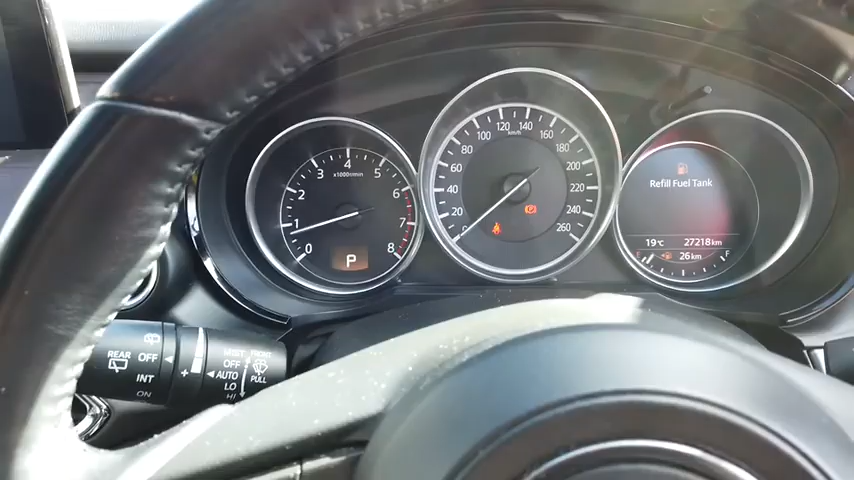 0 1 2 3 4 5 6 7 8
x1000r/min
P
0 20 40 60 80 100 120 140 160 180 200 220 240 260
km/h
Refill Fuel Tank
19°C 27218km
26km F
REAR OFF
INT
ON
MIST FRONT
OFF
AUTO
LO PULL
HI